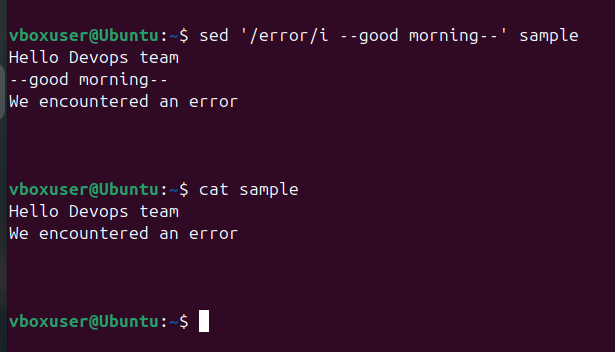 vboxuser@Ubuntu:~$ sed '/error/i --good morning--' sample
Hello Devops team
--good morning--
We encountered an error
vboxuser@Ubuntu:~$ cat sample
Hello Devops team
We encountered an error
vboxuser@Ubuntu:~$